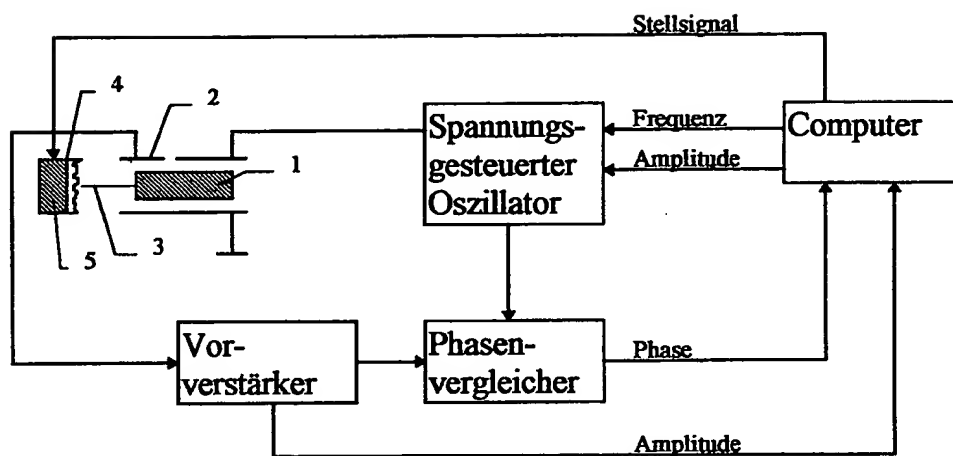 Stellsignal
4
2
Spannungs-
gesteuerter
Oszillator
Frequenz
Amplitude
Computer
1
5
3
Vor-
verstärker
Phasen-
vergleicher
Phase
Amplitude